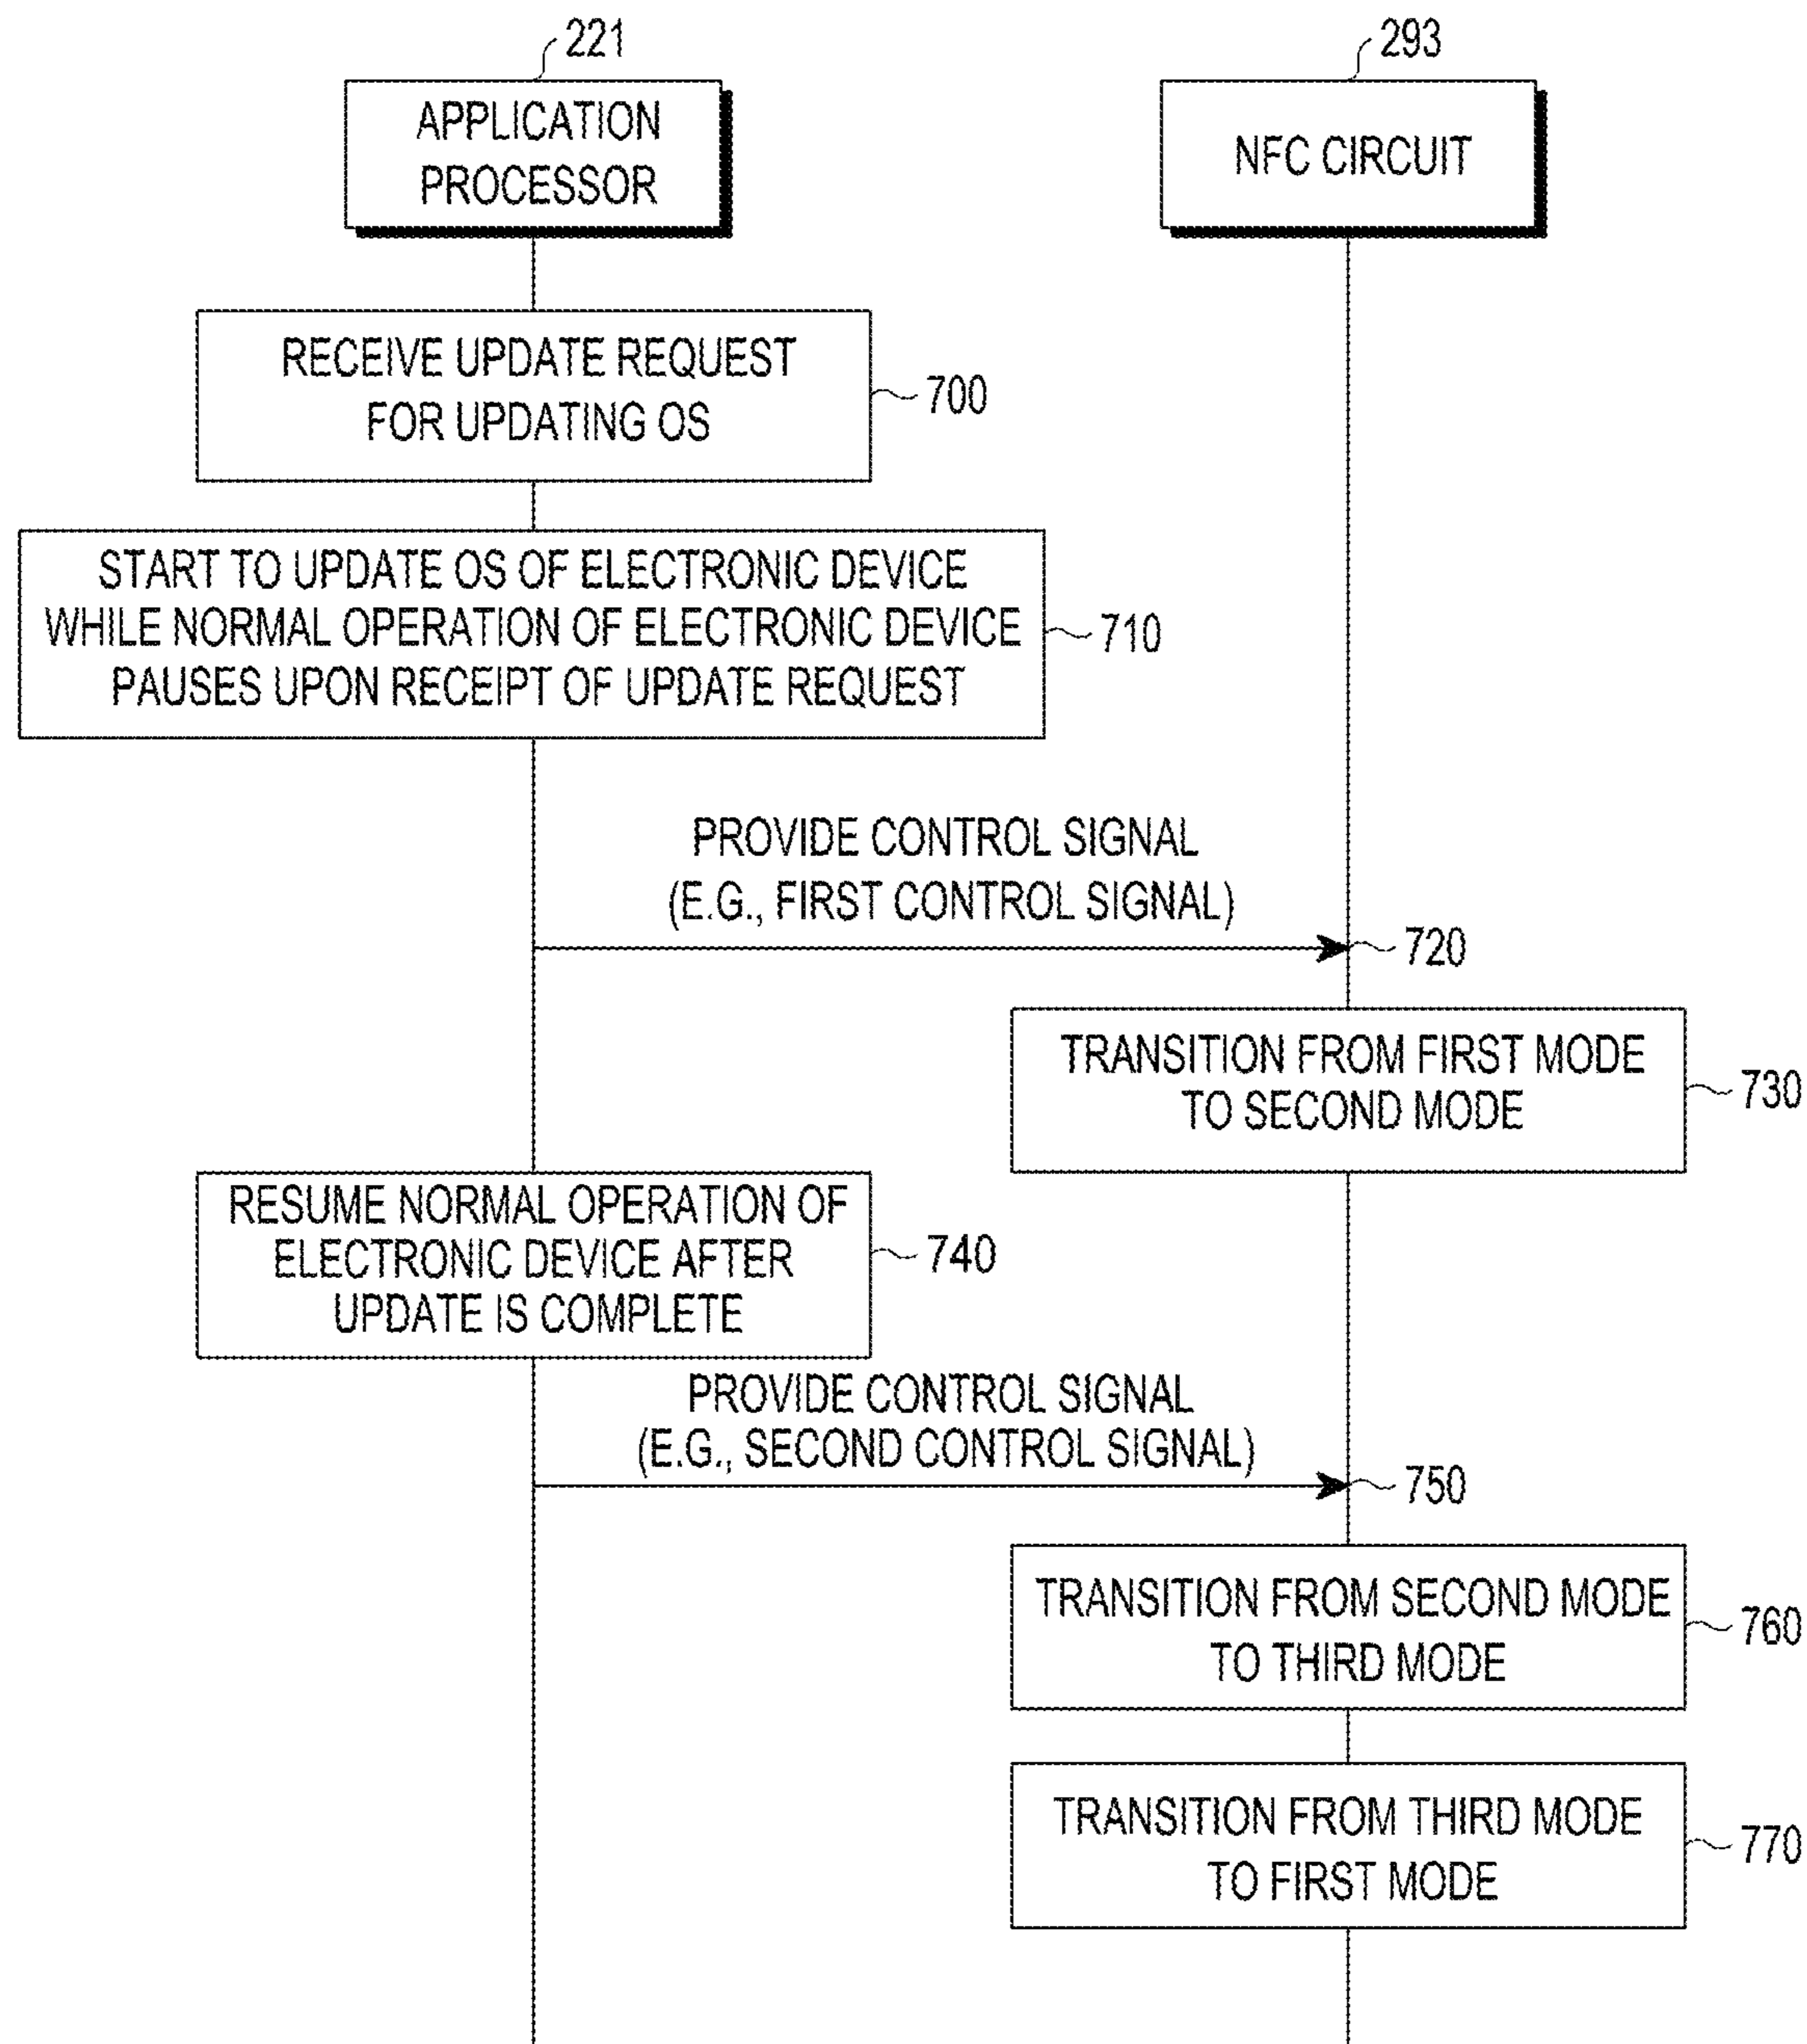 221
293
APPLICATION
PROCESSOR
NFC CIRCUIT
RECEIVE UPDATE REQUEST
FOR UPDATING OS
700
START TO UPDATE OS OF ELECTRONIC DEVICE
WHILE NORMAL OPERATION OF ELECTRONIC DEVICE
PAUSES UPON RECEIPT OF UPDATE REQUEST
710
PROVIDE CONTROL SIGNAL
(E.G., FIRST CONTROL SIGNAL)
720
TRANSITION FROM FIRST MODE
TO SECOND MODE
730
RESUME NORMAL OPERATION OF
ELECTRONIC DEVICE AFTER
UPDATE IS COMPLETE
740
PROVIDE CONTROL SIGNAL
(E.G., SECOND CONTROL SIGNAL)
750
TRANSITION FROM SECOND MODE
TO THIRD MODE
760
TRANSITION FROM THIRD MODE
TO FIRST MODE
770